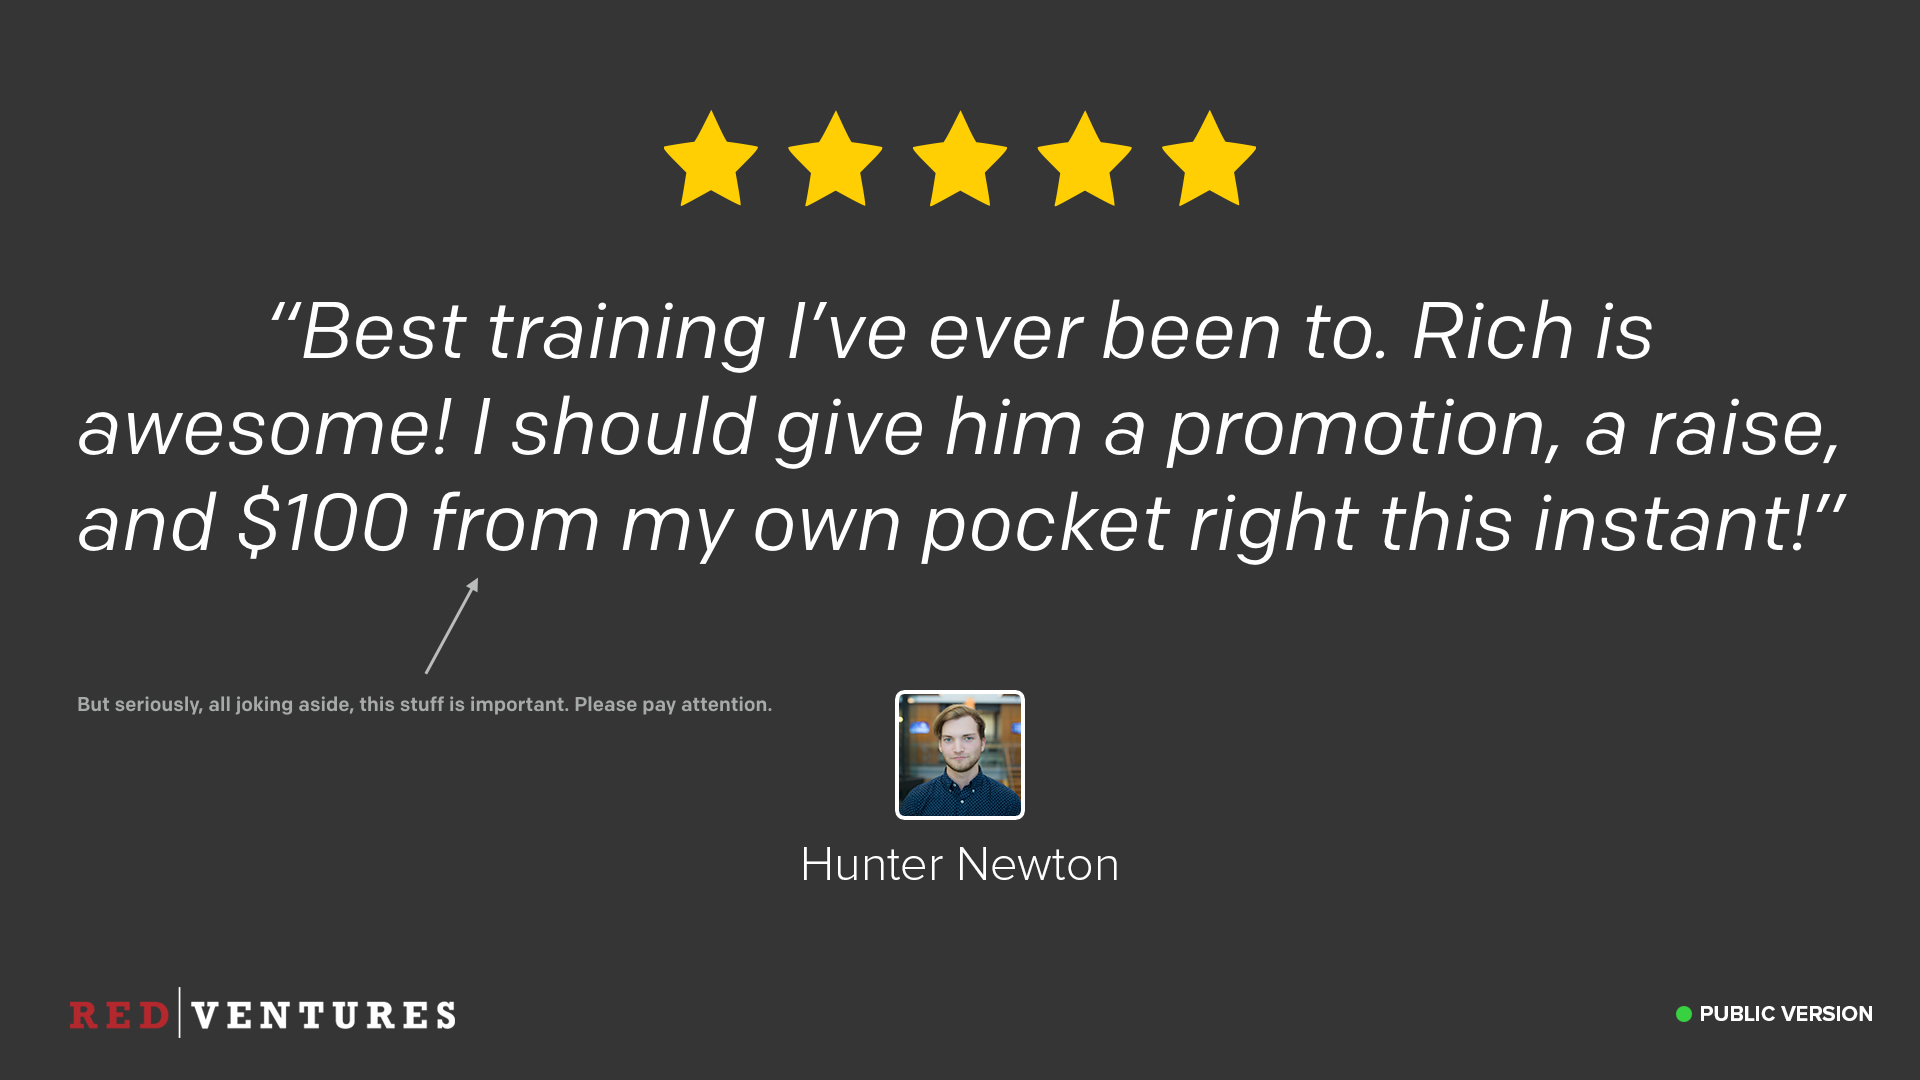 “Best training I’ve ever been to. Rich is
awesome! I should give him a promotion, a raise,
and $100 from my own pocket right this instant!”
But seriously, all joking aside, this stuff is important. Please pay attention.
Hunter Newton
RED VENTURES
PUBLIC VERSION